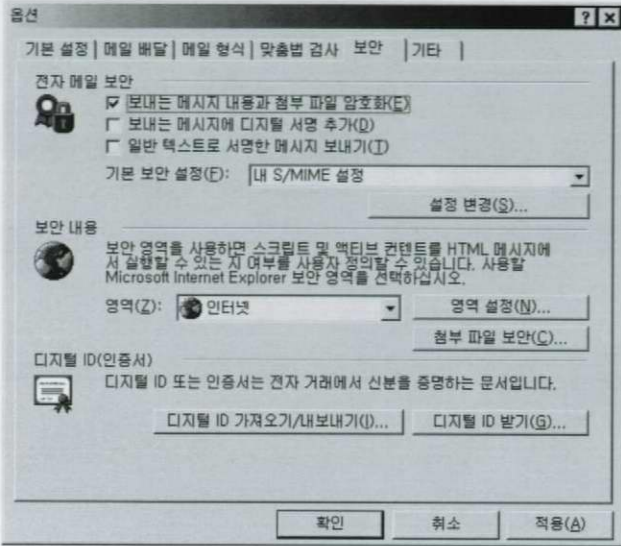 옵션
기본 설정 | 메일 배달 | 메일 형식 | 맞춤법 검사 보안 | 기타 |
전자 메일 보안
보내는 메시지 내용과 첨부 파일 암호화(E)
보내는 메시지에 디지털 서명 추가(D)
일반 텍스트로 서명한 메시지 보내기(T)
기본 보안 설정(F): 내 S/MIME 설정
설정 변경(S)...
보안 내용
보안 영역을 사용하면 스크립트 및 액티브 컨텐트를 HTML 메시지에
서 실행할 수 있는 지 여부를 사용자 정의할 수 있습니다. 사용할
Microsoft Internet Explorer 보안 영역을 선택하십시오.
영역(Z): 인터넷 영역 설정(N)...
첨부 파일 보안(C)...
디지털 ID(인증서)
디지털 ID 또는 인증서는 전자 거래에서 신분을 증명하는 문서입니다.
디지털 ID 가져오기/내보내기(I)... 디지털 ID 받기(G)...
확인 취소 적용(A)